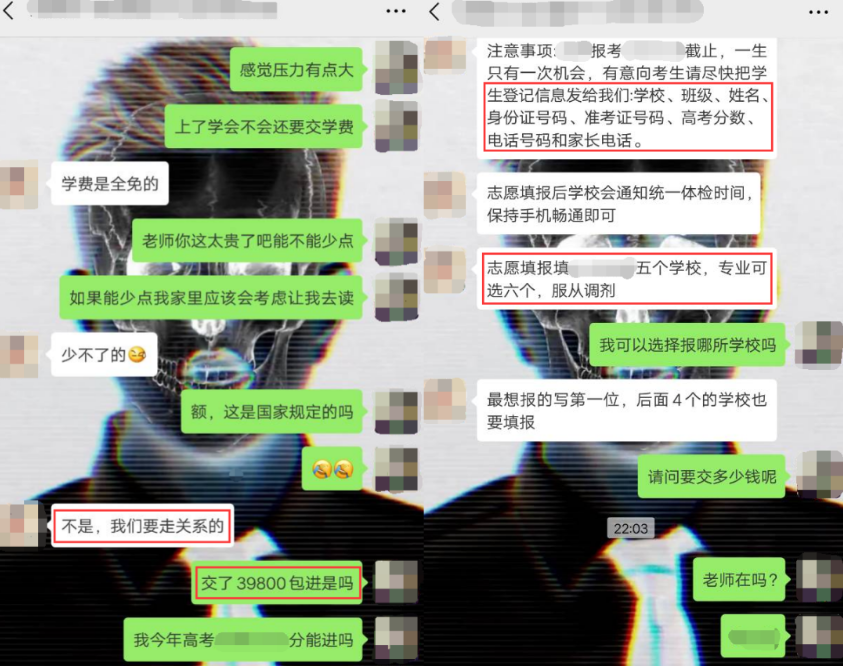 感觉压力有点大
上了学会不会还要交学费
学费是全免的
老师你这太贵了吧能不能少点
如果能少点我家里应该会考虑让我去读
少不了的
额，这是国家规定的吗
不是，我们要走关系的
交了39800包进是吗
我今年高考 分能进吗
注意事项: 报考 截止，一生
只有一次机会，有意向考生请尽快把学
生登记信息发给我们:学校、班级、姓名、
身份证号码、准考证号码、高考分数、
电话号码和家长电话。
志愿填报后学校会通知统一体检时间，
保持手机畅通即可
志愿填报填 五个学校，专业可
选六个，服从调剂
我可以选择报哪所学校吗
最想报的写第一位，后面4个的学校也
要填报
请问要交多少钱呢
22:03
老师在吗?